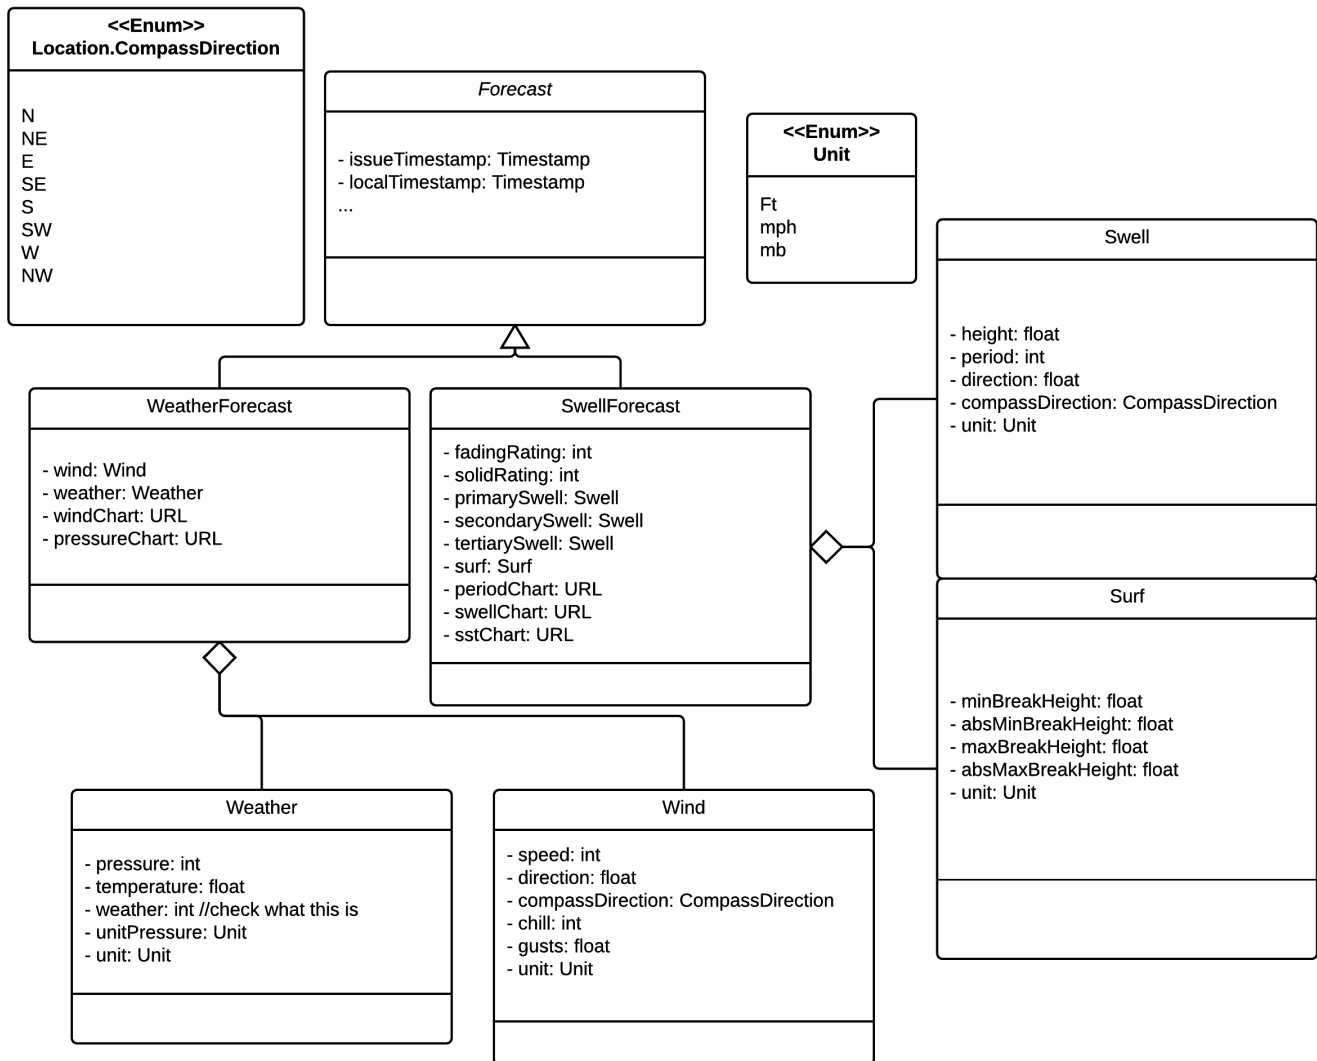 <<Enum>>
Location.CompassDirection
N
NE
E
SE
S
SW
W
NW
Forecast
- issueTimestamp: Timestamp
- localTimestamp: Timestamp
...
<<Enum>>
Unit
Ft
mph
mb
Swell
- height: float
- period: int
- direction: float
- compassDirection: CompassDirection
- unit: Unit
WeatherForecast
- wind: Wind
- weather: Weather
- windChart: URL
- pressureChart: URL
SwellForecast
- fadingRating: int
- solidRating: int
- primarySwell: Swell
- secondarySwell: Swell
- tertiarySwell: Swell
- surf: Surf
- periodChart: URL
- swellChart: URL
- sstChart: URL
Surf
- minBreakHeight: float
- absMinBreakHeight: float
- maxBreakHeight: float
- absMaxBreakHeight: float
- unit: Unit
Weather
- pressure: int
- temperature: float
- weather: int //check what this is
- unitPressure: Unit
- unit: Unit
Wind
- speed: int
- direction: float
- compassDirection: CompassDirection
- chill: int
- gusts: float
- unit: Unit